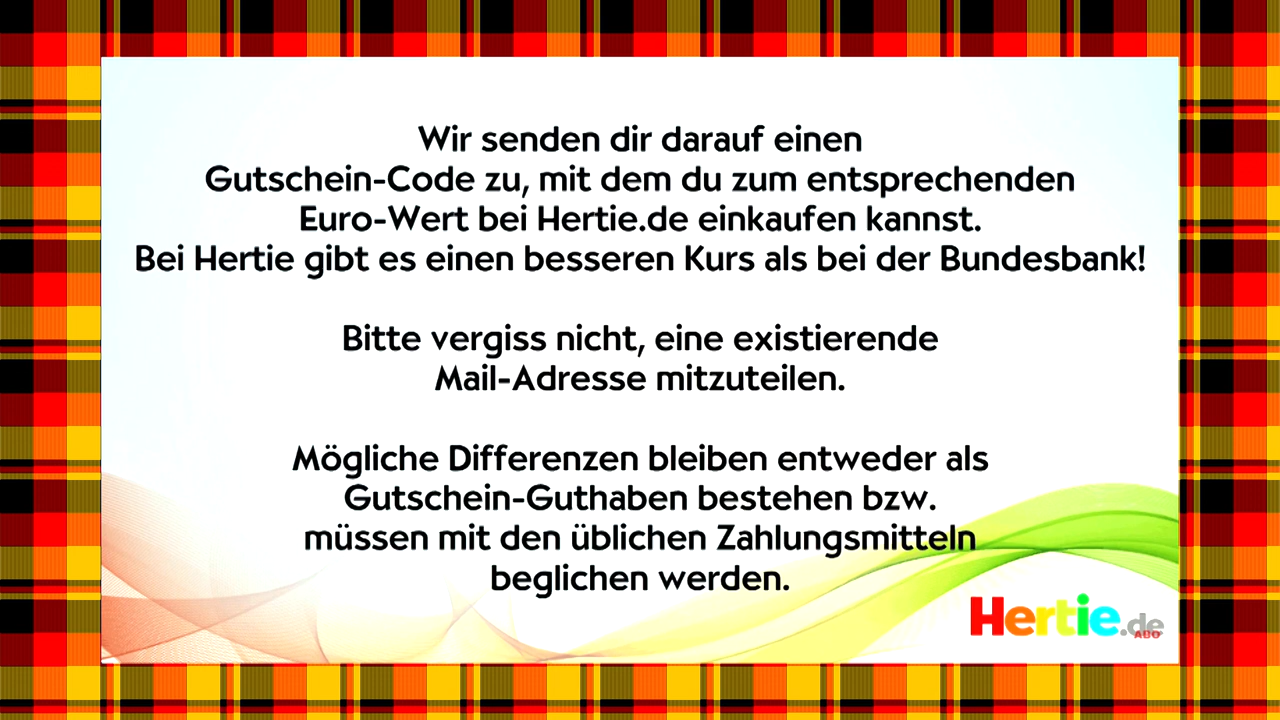 Wir senden dir darauf einen
Gutschein-Code zu, mit dem du zum entsprechenden
Euro-Wert bei Hertie.de einkaufen kannst.
Bei Hertie gibt es einen besseren Kurs als bei der Bundesbank!
Bitte vergiss nicht, eine existierende
Mail-Adresse mitzuteilen.
Mögliche Differenzen bleiben entweder als
Gutschein-Guthaben bestehen bzw.
müssen mit den üblichen Zahlungsmitteln
beglichen werden.
Hertie.de
ABO